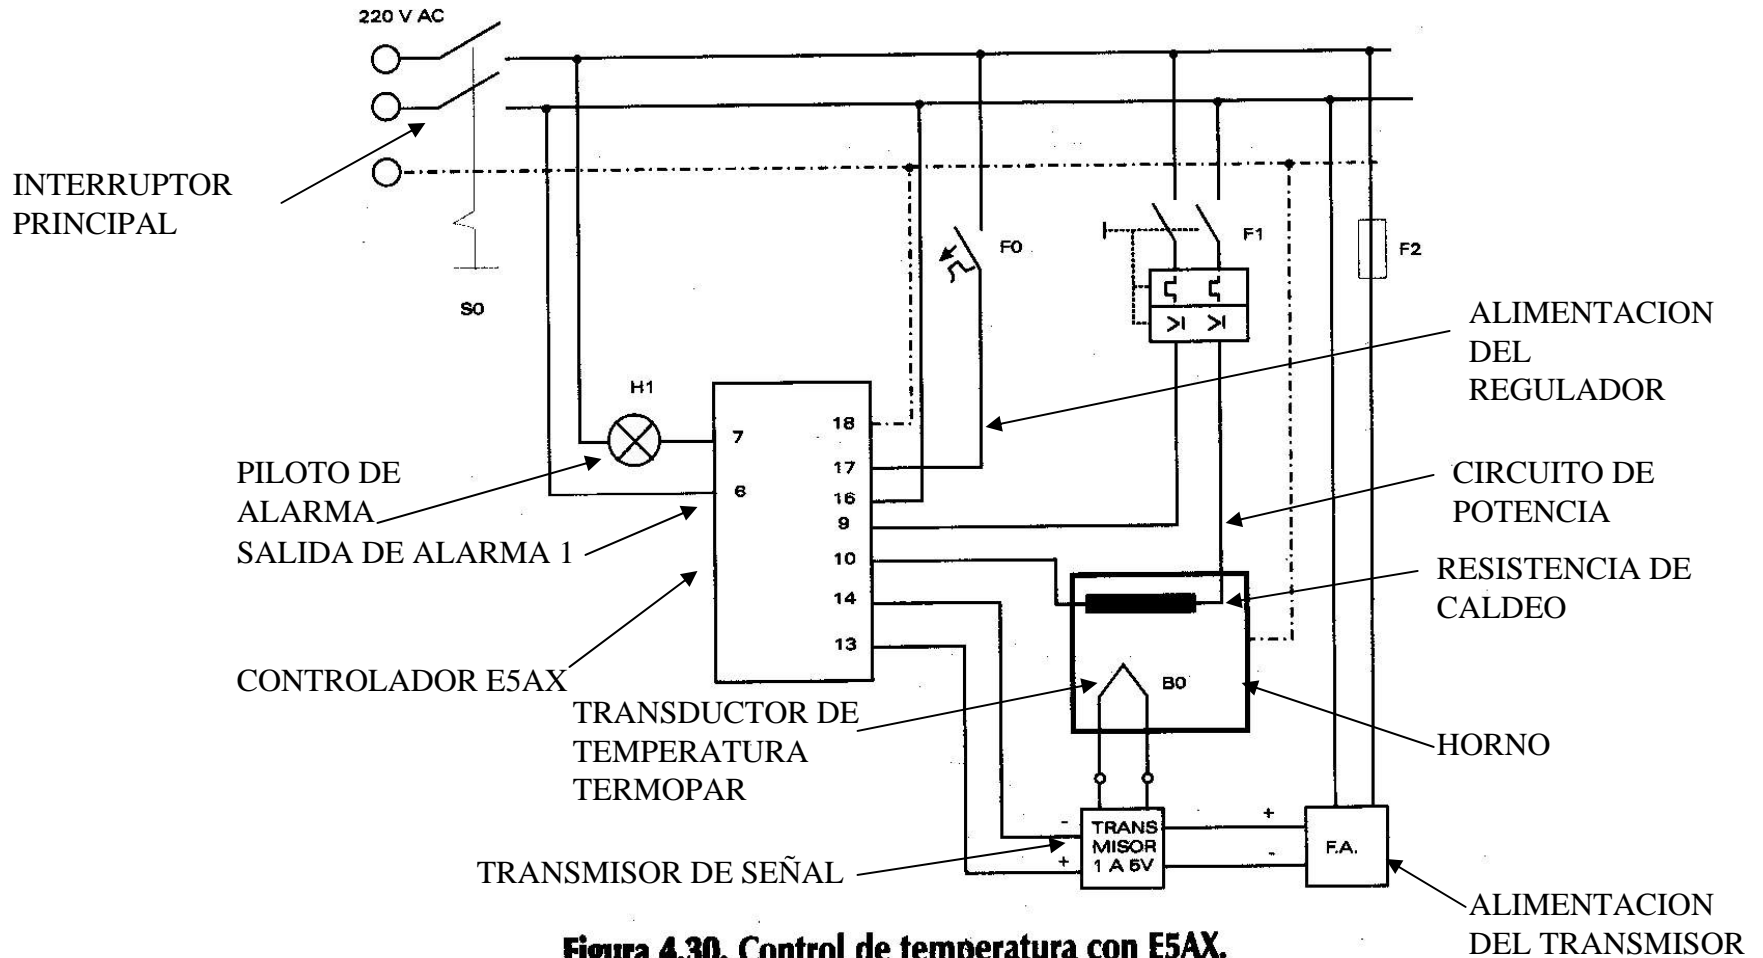 220 V AC
INTERRUPTOR
PRINCIPAL
S0
F0
F1
F2
H1
7
6
18
17
16
9
10
14
13
ALIMENTACION
DEL
REGULADOR
PILOTO DE
ALARMA
SALIDA DE ALARMA 1
CIRCUITO DE
POTENCIA
RESISTENCIA DE
CALDEO
CONTROLADOR E5AX
B0
TRANSDUCTOR DE
TEMPERATURA
TERMOPAR
HORNO
-
+
TRANS
MISOR
1 A 5V
+
-
F.A.
TRANSMISOR DE SEÑAL
ALIMENTACION
DEL TRANSMISOR
Figura 4.30. Control de temperatura con E5AX.